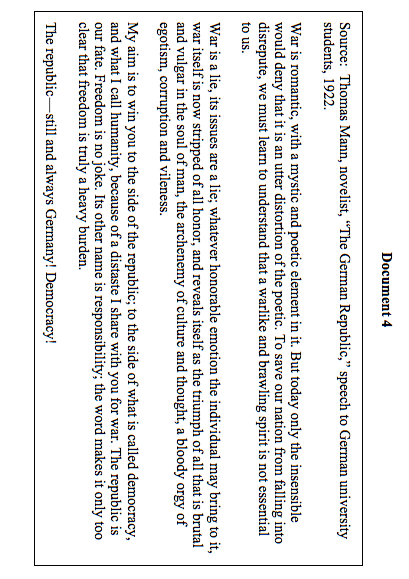 Document 4
Source: Thomas Mann, novelist, “The German Republic,” speech to German university
students, 1922.
War is romantic, with a mystic and poetic element in it. But today only the insensible
would deny that it is an utter distortion of the poetic. To save our nation from falling into
disrepute, we must learn to understand that a warlike and brawling spirit is not essential
to us.
War is a lie, its issues are a lie; whatever honorable emotion the individual may bring to it,
war itself is now stripped of all honor, and reveals itself as the triumph of all that is brutal
and vulgar in the soul of man, the archenemy of culture and thought, a bloody orgy of
egotism, corruption and vileness.
My aim is to win you to the side of the republic; to the side of what is called democracy,
and what I call humanity, because of a distaste I share with you for war. The republic is
our fate. Freedom is no joke. Its other name is responsibility; the word makes it only too
clear that freedom is truly a heavy burden.
The republic—still and always Germany! Democracy!